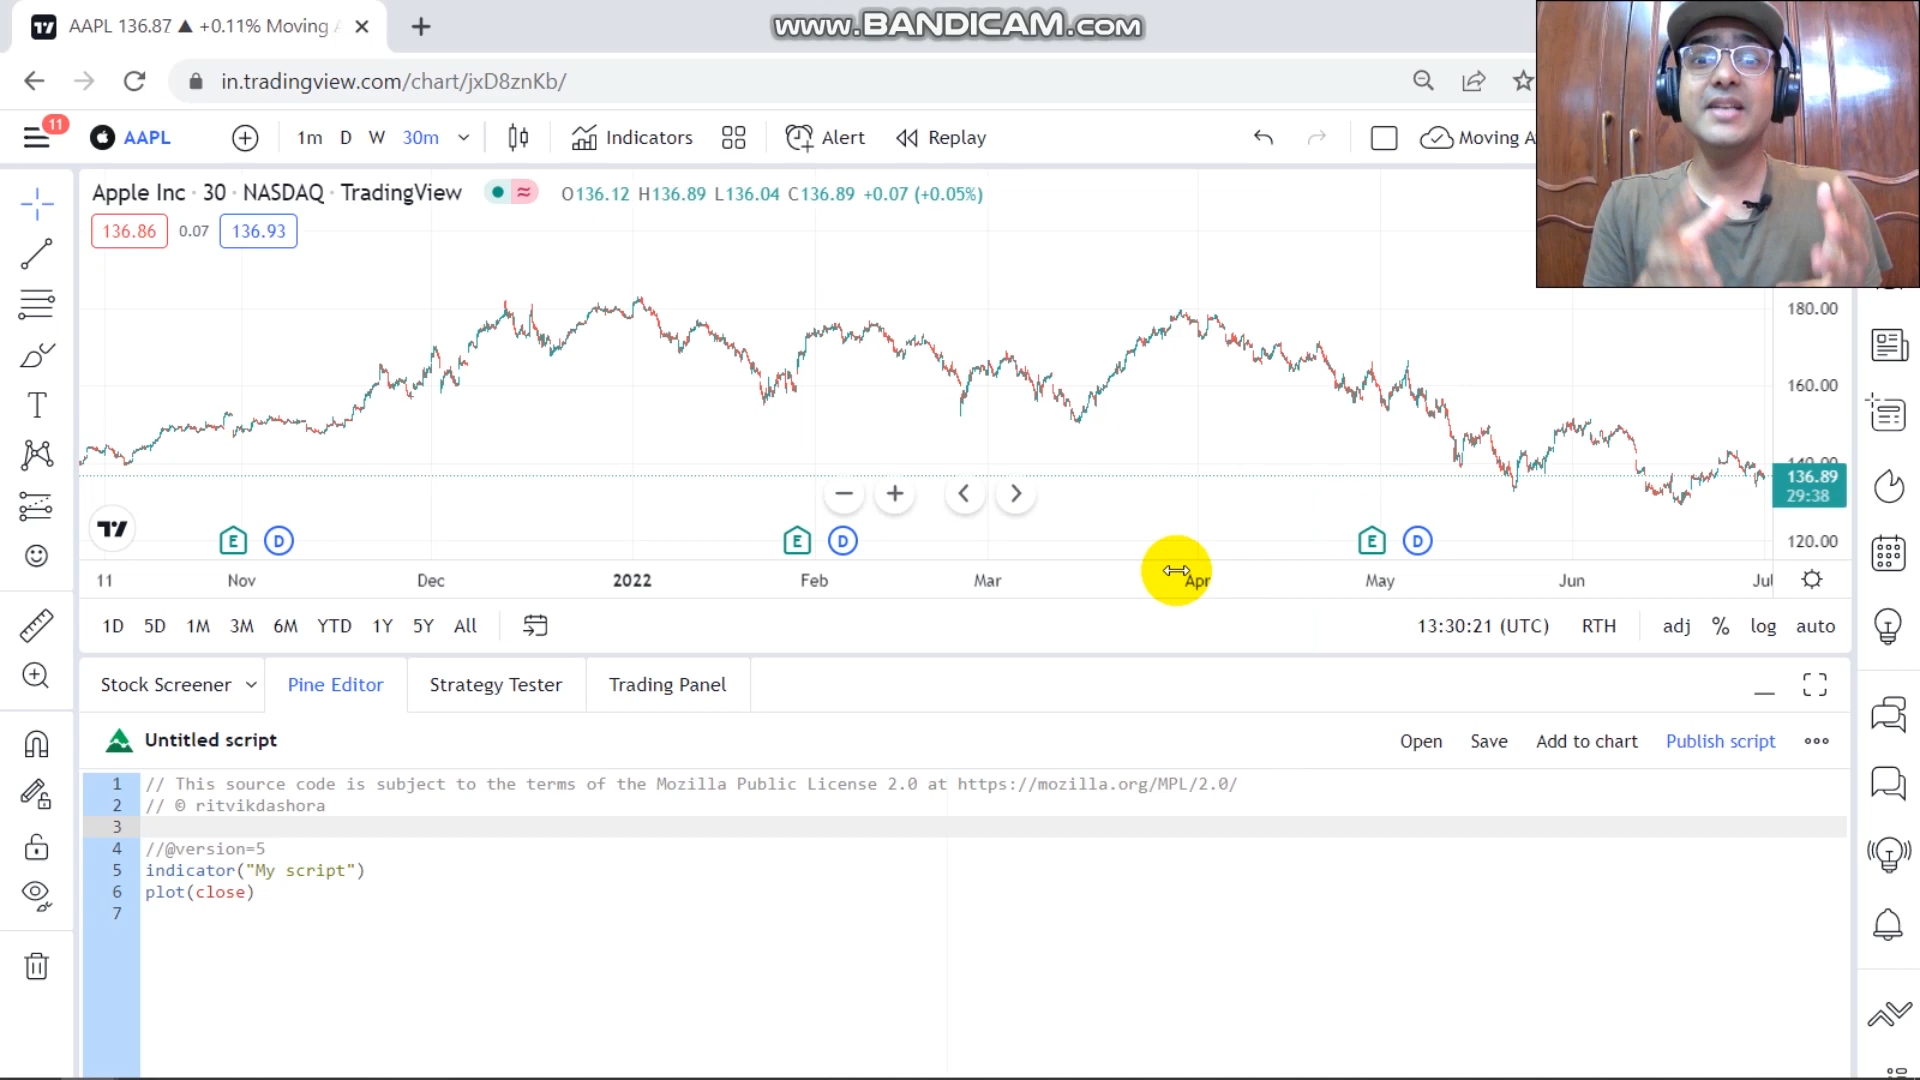 AAPL 136.87 ▲ +0.11% Moving A
www.BANDICAM.com
in.tradingview.com/chart/jxD8znKb/
11
AAPL
1m D W 30m
Indicators
Alert
Replay
Moving A
Apple Inc · 30 · NASDAQ · TradingView
O136.12 H136.89 L136.04 C136.89 +0.07 (+0.05%)
136.86 0.07 136.93
180.00
160.00
140.00
136.89
29:38
120.00
E D E D E D
11 Nov Dec 2022 Feb Mar Apr May Jun Jul
1D 5D 1M 3M 6M YTD 1Y 5Y All
13:30:21 (UTC) RTH adj % log auto
Stock Screener Pine Editor Strategy Tester Trading Panel
Untitled script
Open Save Add to chart Publish script
1 // This source code is subject to the terms of the Mozilla Public License 2.0 at https://mozilla.org/MPL/2.0/
2 // © ritvikdashora
3
4 //@version=5
5 indicator("My script")
6 plot(close)
7